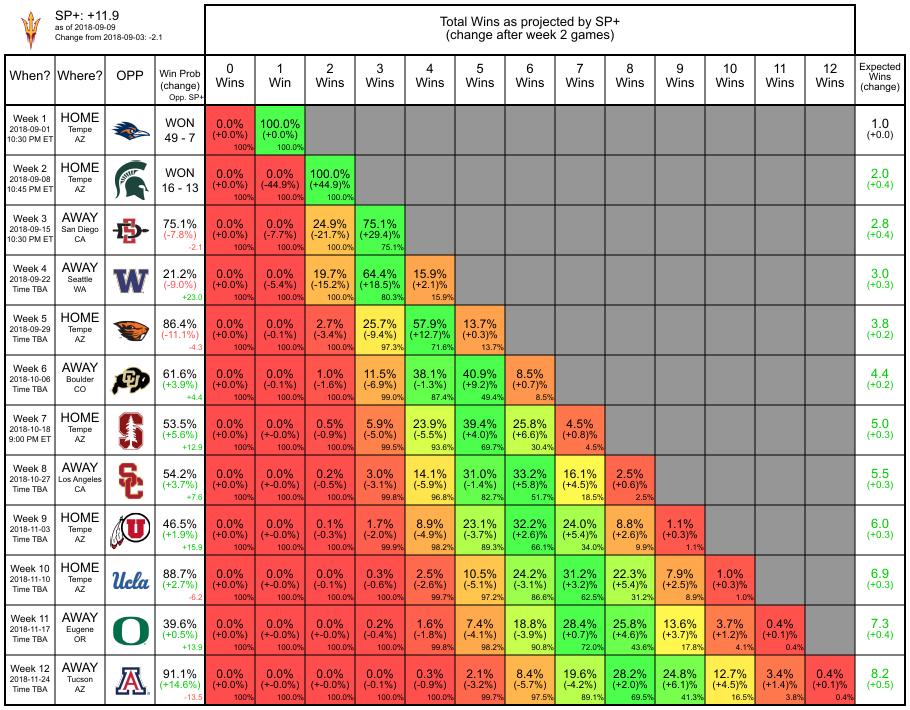 SP+: +11.9
as of 2018-09-09
Change from 2018-09-03: -2.1
Total Wins as projected by SP+
(change after week 2 games)
When? Where? OPP Win Prob (change) Opp. SP+ 0 Wins 1 Win 2 Wins 3 Wins 4 Wins 5 Wins 6 Wins 7 Wins 8 Wins 9 Wins 10 Wins 11 Wins 12 Wins Expected Wins (change)
Week 1 HOME WON 0.0% 100.0% 1.0
2018-09-01 Tempe 49 - 7 (+0.0%) (+0.0%) (+0.0)
10:30 PM ET AZ 100% 100.0%
Week 2 HOME WON 0.0% 0.0% 100.0% 2.0
2018-09-08 Tempe 16 - 13 (+0.0%) (-44.9%) (+44.9)% (+0.4)
10:45 PM ET AZ 100% 100.0% 100.0%
Week 3 AWAY 75.1% 0.0% 0.0% 24.9% 75.1% 2.8
2018-09-15 San Diego (-7.8%) (+0.0%) (-7.7%) (-21.7%) (+29.4)% (+0.4)
10:30 PM ET CA -2.1 100% 100.0% 100.0% 75.1%
Week 4 AWAY W 21.2% 0.0% 0.0% 19.7% 64.4% 15.9% 3.0
2018-09-22 Seattle (-9.0%) (+0.0%) (-5.4%) (-15.2%) (+18.5)% (+2.1)% (+0.3)
Time TBA WA +23.0 100% 100.0% 100.0% 80.3% 15.9%
Week 5 HOME 86.4% 0.0% 0.0% 2.7% 25.7% 57.9% 13.7% 3.8
2018-09-29 Tempe (-11.1%) (+0.0%) (-0.1%) (-3.4%) (-9.4%) (+12.7)% (+0.3)% (+0.2)
Time TBA AZ -4.3 100% 100.0% 100.0% 97.3% 71.6% 13.7%
Week 6 AWAY CU 61.6% 0.0% 0.0% 1.0% 11.5% 38.1% 40.9% 8.5% 4.4
2018-10-06 Boulder (+3.9%) (+0.0%) (-0.1%) (-1.6%) (-6.9%) (-1.3%) (+9.2)% (+0.7)% (+0.2)
Time TBA CO +4.4 100% 100.0% 100.0% 99.0% 87.4% 49.4% 8.5%
Week 7 HOME S 53.5% 0.0% 0.0% 0.5% 5.9% 23.9% 39.4% 25.8% 4.5% 5.0
2018-10-18 Tempe (+5.6%) (+0.0%) (+-0.0%) (-0.9%) (-5.0%) (-5.5%) (+4.0)% (+6.6)% (+0.8)% (+0.3)
9:00 PM ET AZ +12.9 100% 100.0% 100.0% 99.5% 93.6% 69.7% 30.4% 4.5%
Week 8 AWAY SC 54.2% 0.0% 0.0% 0.2% 3.0% 14.1% 31.0% 33.2% 16.1% 2.5% 5.5
2018-10-27 Los Angeles (+3.7%) (+0.0%) (+-0.0%) (-0.5%) (-3.1%) (-5.9%) (-1.4%) (+5.8)% (+4.5)% (+0.6)% (+0.3)
Time TBA CA +7.6 100% 100.0% 100.0% 99.8% 96.8% 82.7% 51.7% 18.5% 2.5%
Week 9 HOME U 46.5% 0.0% 0.0% 0.1% 1.7% 8.9% 23.1% 32.2% 24.0% 8.8% 1.1% 6.0
2018-11-03 Tempe (+1.9%) (+0.0%) (+-0.0%) (-0.3%) (-2.0%) (-4.9%) (-3.7%) (+2.6)% (+5.4)% (+2.6)% (+0.3)% (+0.3)
Time TBA AZ +15.9 100% 100.0% 100.0% 99.9% 98.2% 89.3% 66.1% 34.0% 9.9% 1.1%
Week 10 HOME Ucla 88.7% 0.0% 0.0% 0.0% 0.3% 2.5% 10.5% 24.2% 31.2% 22.3% 7.9% 1.0% 6.9
2018-11-10 Tempe (+2.7%) (+0.0%) (+-0.0%) (-0.0%) (-0.6%) (-2.6%) (-5.1%) (-3.1%) (+3.2)% (+5.4)% (+2.5)% (+0.3)% (+0.3)
Time TBA AZ -6.2 100% 100.0% 100.0% 100.0% 99.7% 97.2% 86.6% 62.5% 31.2% 8.9% 1.0%
Week 11 AWAY O 39.6% 0.0% 0.0% 0.0% 0.2% 1.6% 7.4% 18.8% 28.4% 25.8% 13.6% 3.7% 0.4% 7.3
2018-11-17 Eugene (+0.5%) (+0.0%) (+-0.0%) (+-0.0%) (-0.4%) (-1.8%) (-4.1%) (-3.9%) (+0.7)% (+4.6)% (+3.7)% (+1.2)% (+0.1)% (+0.4)
Time TBA OR +13.9 100% 100.0% 100.0% 100.0% 99.8% 98.2% 90.8% 72.0% 43.6% 17.8% 4.1% 0.4%
Week 12 AWAY A 91.1% 0.0% 0.0% 0.0% 0.0% 0.3% 2.1% 8.4% 19.6% 28.2% 24.8% 12.7% 3.4% 0.4% 8.2
2018-11-24 Tucson (+14.6%) (+0.0%) (+-0.0%) (+-0.0%) (-0.1%) (-0.9%) (-3.2%) (-5.7%) (-4.2%) (+2.0)% (+6.1)% (+4.5)% (+1.4)% (+0.1)% (+0.5)
Time TBA AZ -13.5 100% 100.0% 100.0% 100.0% 100.0% 99.7% 97.5% 89.1% 69.5% 41.3% 16.5% 3.8% 0.4%